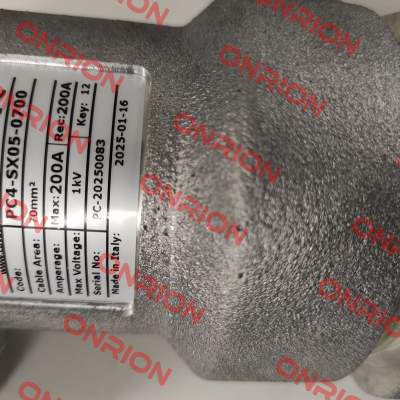 Code: PC4-SX05-0700
Cable Area: 70mm²
Amperage: Max:200A Rec:200A
Max Voltage: 1kV Key: 12
Serial No: PC-20250083
Made in Italy: 2025-01-16
ONRION
ONRION
ONRION
ONRION
ONRION
ONRION
ONRION
ONRION
ONRION